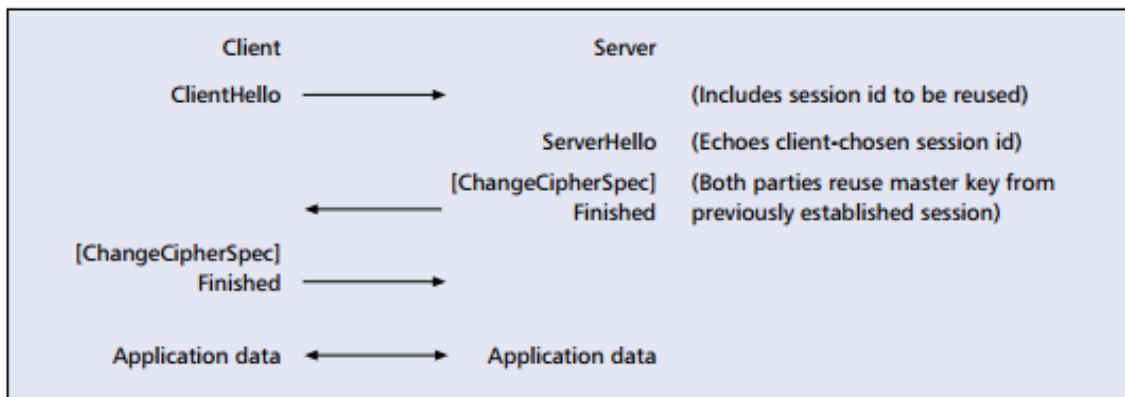 Client Server
ClientHello (Includes session id to be reused)
ServerHello (Echoes client-chosen session id)
[ChangeCipherSpec] (Both parties reuse master key from
Finished previously established session)
[ChangeCipherSpec]
Finished
Application data Application data